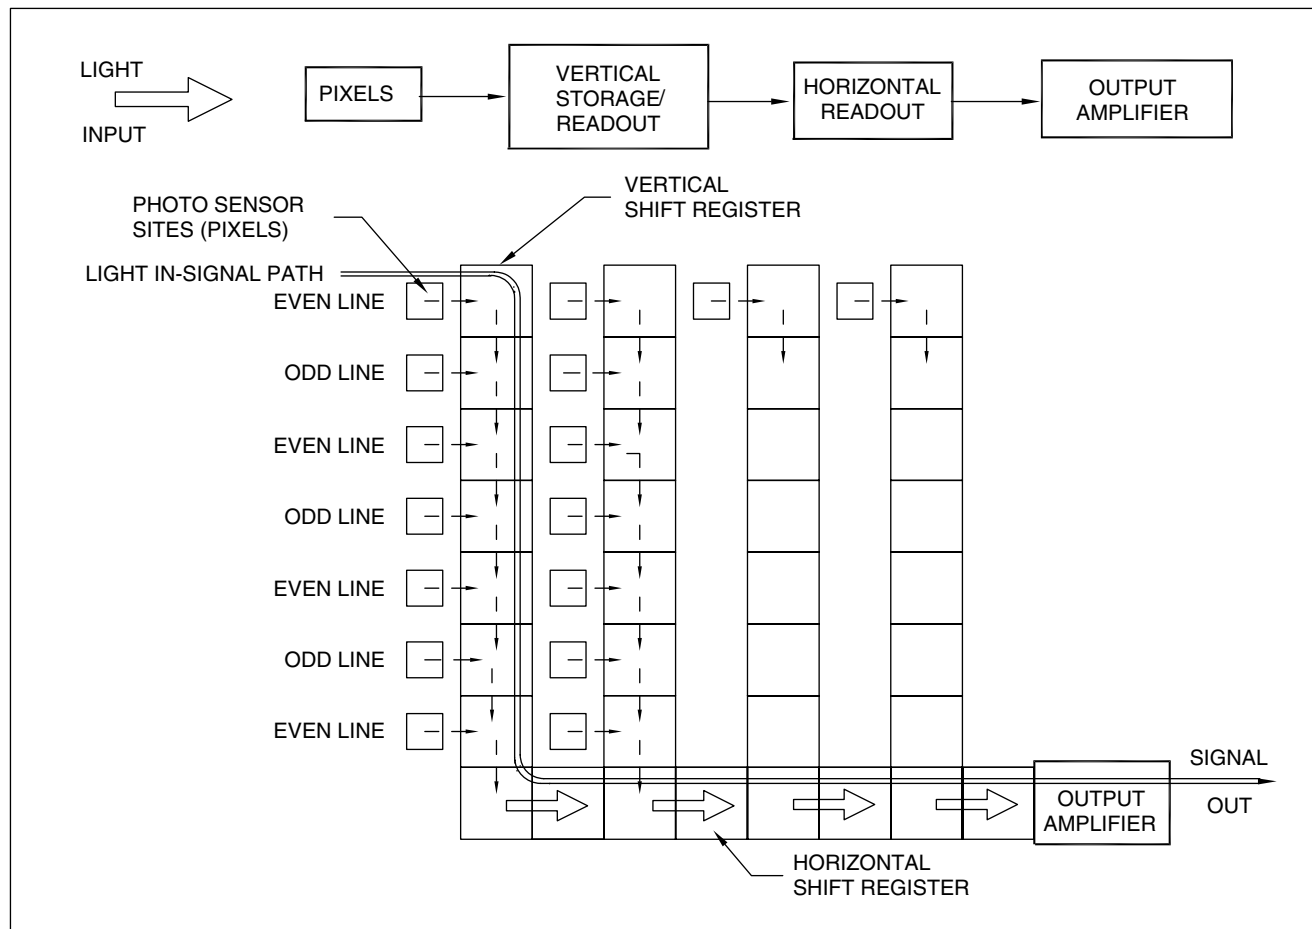 LIGHT
INPUT
PIXELS
VERTICAL
STORAGE/
READOUT
HORIZONTAL
READOUT
OUTPUT
AMPLIFIER
VERTICAL
SHIFT REGISTER
PHOTO SENSOR
SITES (PIXELS)
LIGHT IN-SIGNAL PATH
EVEN LINE
ODD LINE
EVEN LINE
ODD LINE
EVEN LINE
ODD LINE
EVEN LINE
SIGNAL
OUT
OUTPUT
AMPLIFIER
HORIZONTAL
SHIFT REGISTER